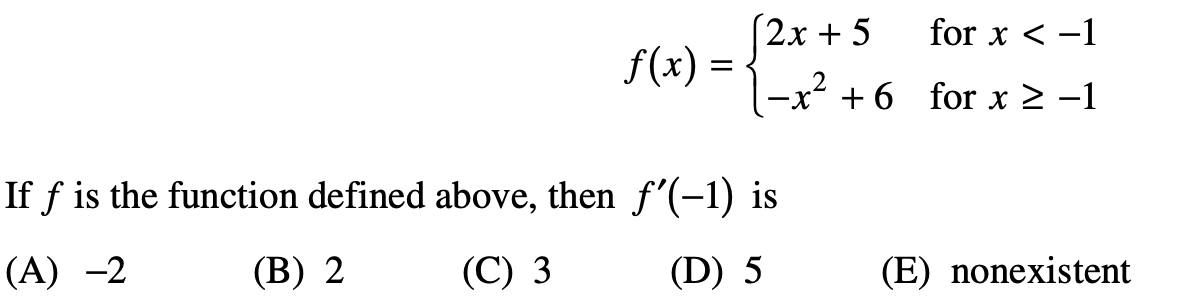 f(x) = { 2x + 5 for x < −1
−x² + 6 for x ≥ −1
If f is the function defined above, then f′(−1) is
(A) −2 (B) 2 (C) 3 (D) 5 (E) nonexistent